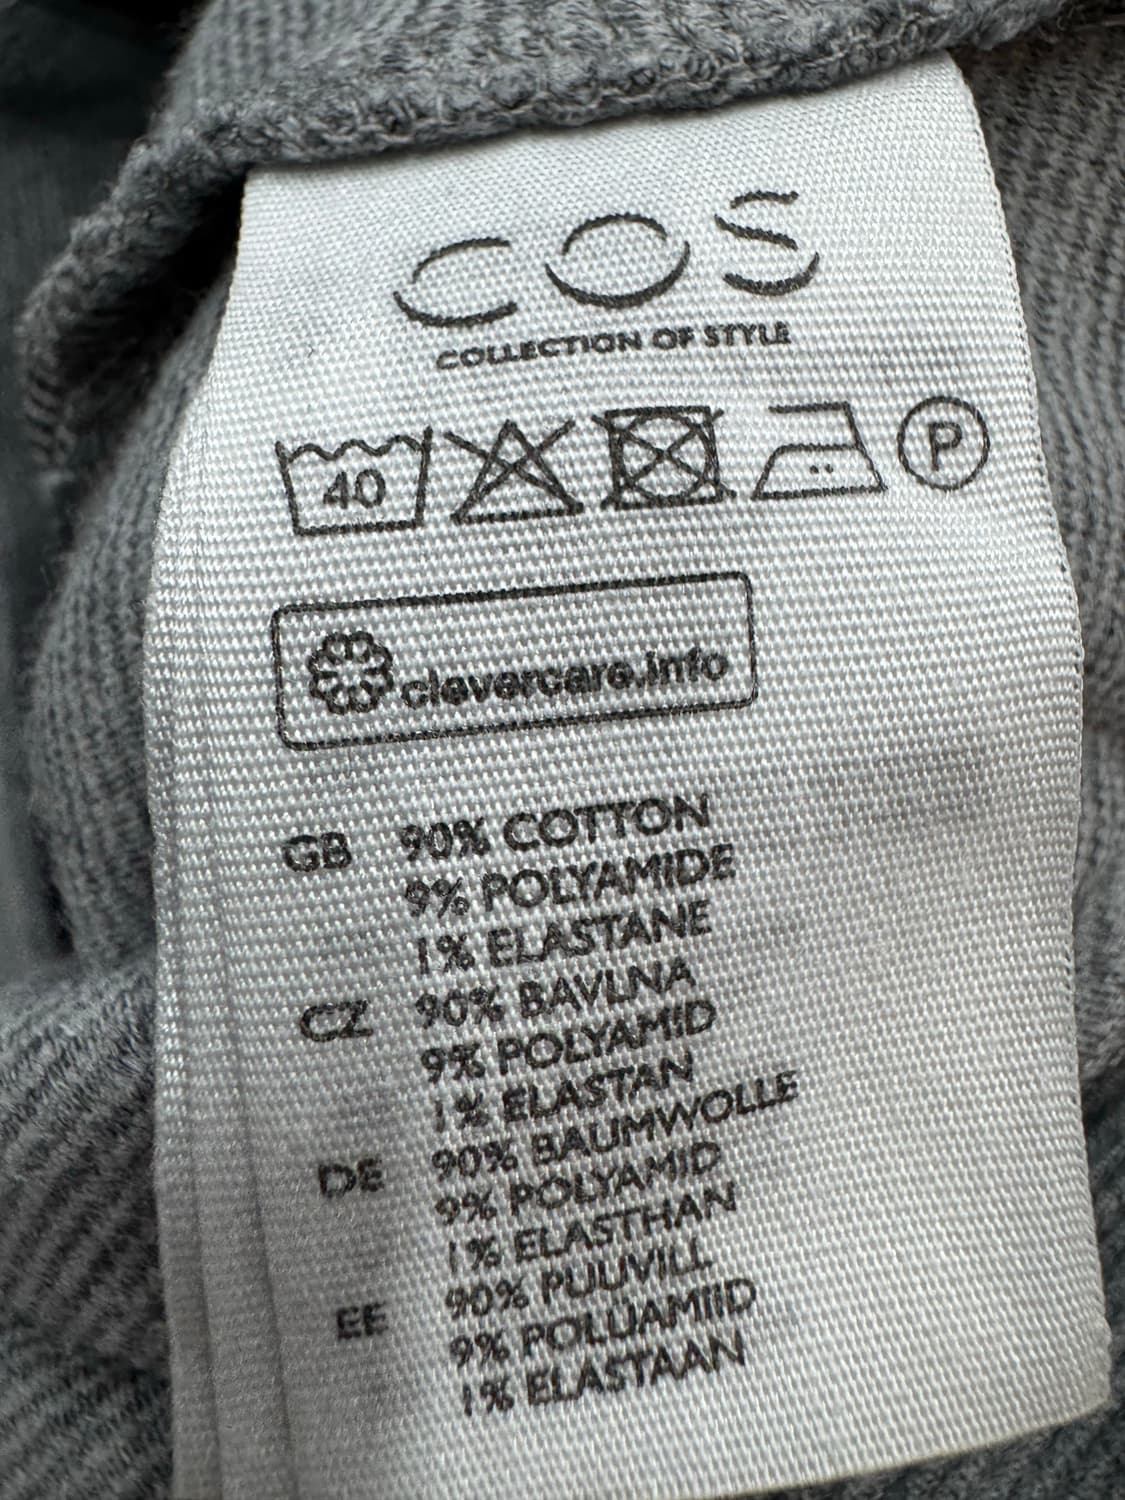 COS
COLLECTION OF STYLE
40 P
clevercare.info
GB 90% COTTON
9% POLYAMIDE
1% ELASTANE
CZ 90% BAVLNA
9% POLYAMID
1% ELASTAN
DE 90% BAUMWOLLE
9% POLYAMID
1% ELASTHAN
EE 90% PUUVILL
9% POLÜAMIID
1% ELASTAAN